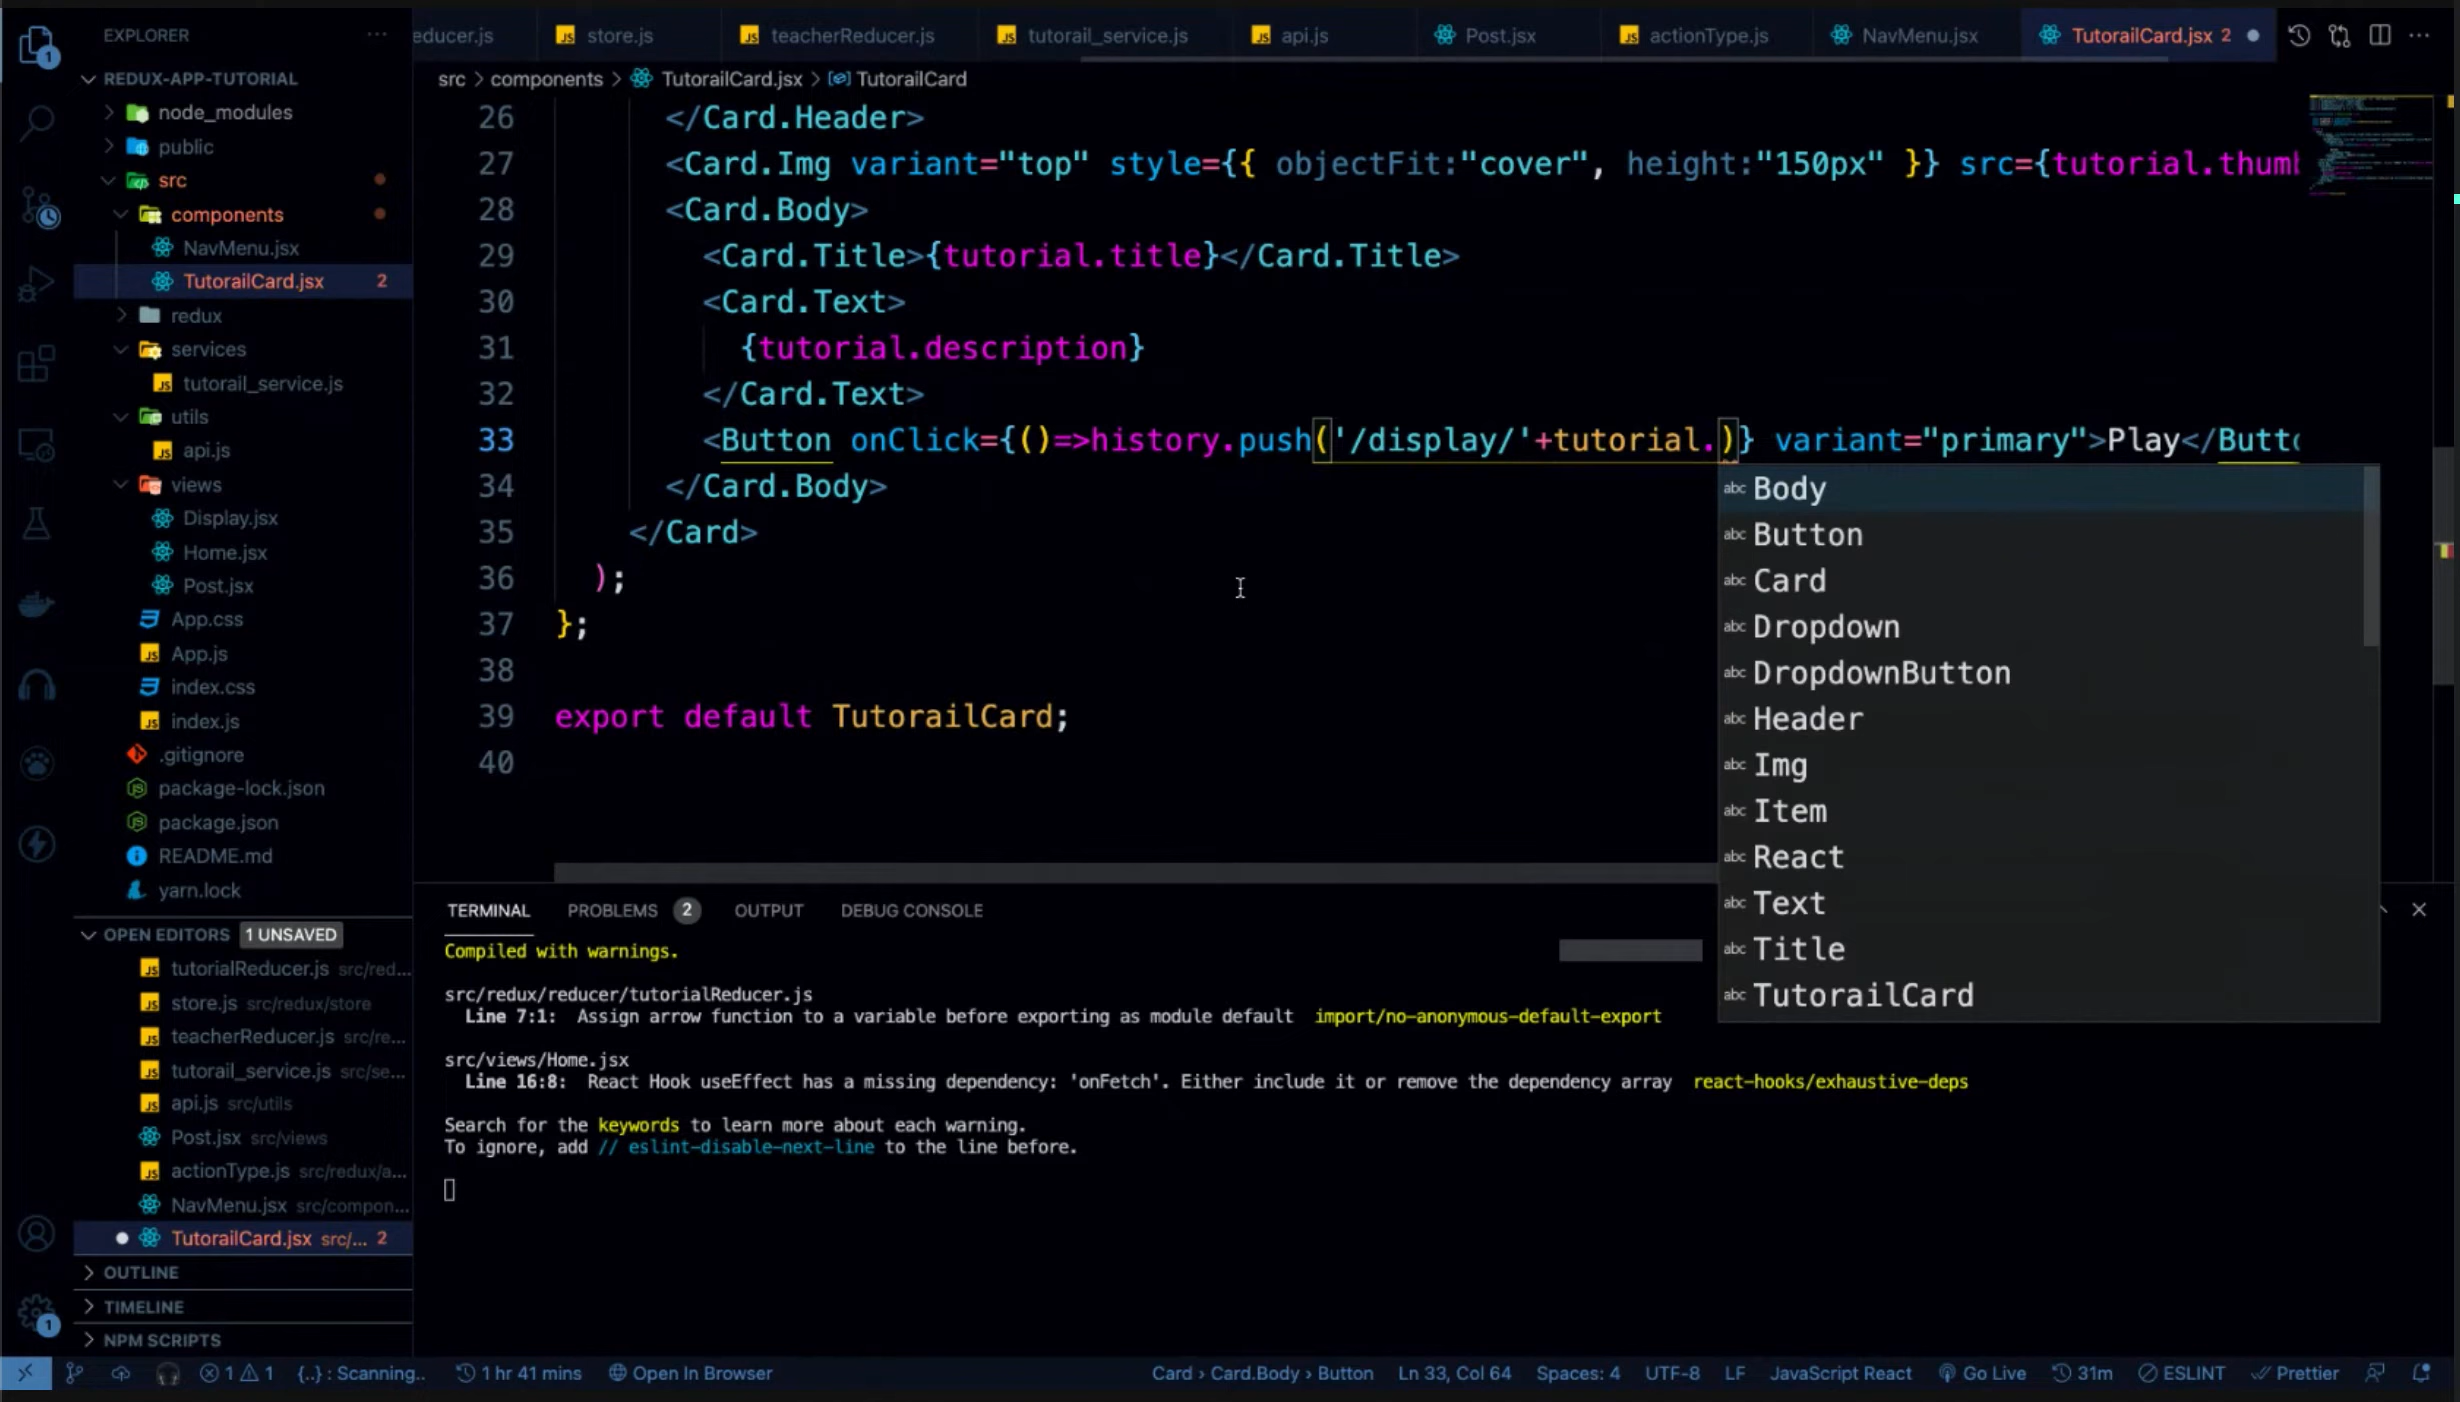 EXPLORER
REDUX-APP-TUTORIAL
node_modules
public
src
components
NavMenu.jsx
TutorailCard.jsx 2
redux
services
tutorail_service.js
utils
api.js
views
Display.jsx
Home.jsx
Post.jsx
App.css
App.js
index.css
index.js
.gitignore
package-lock.json
package.json
README.md
yarn.lock
OPEN EDITORS 1 UNSAVED
tutorialReducer.js src/red...
store.js src/redux/store
teacherReducer.js src/re...
tutorail_service.js src/se...
api.js src/utils
Post.jsx src/views
actionType.js src/redux/a...
NavMenu.jsx src/compon...
TutorailCard.jsx src/... 2
OUTLINE
TIMELINE
NPM SCRIPTS
educer.js store.js teacherReducer.js tutorail_service.js api.js Post.jsx actionType.js NavMenu.jsx TutorailCard.jsx 2
src > components > TutorailCard.jsx > TutorailCard
26 </Card.Header>
27 <Card.Img variant="top" style={{ objectFit:"cover", height:"150px" }} src={tutorial.thumb
28 <Card.Body>
29 <Card.Title>{tutorial.title}</Card.Title>
30 <Card.Text>
31 {tutorial.description}
32 </Card.Text>
33 <Button onClick={()=>history.push('/display/'+tutorial.)} variant="primary">Play</Butto
34 </Card.Body>
35 </Card>
36 );
37 };
38
39 export default TutorailCard;
40
abc Body
abc Button
abc Card
abc Dropdown
abc DropdownButton
abc Header
abc Img
abc Item
abc React
abc Text
abc Title
abc TutorailCard
TERMINAL PROBLEMS 2 OUTPUT DEBUG CONSOLE
Compiled with warnings.
src/redux/reducer/tutorialReducer.js
Line 7:1: Assign arrow function to a variable before exporting as module default import/no-anonymous-default-export
src/views/Home.jsx
Line 16:8: React Hook useEffect has a missing dependency: 'onFetch'. Either include it or remove the dependency array react-hooks/exhaustive-deps
Search for the keywords to learn more about each warning.
To ignore, add // eslint-disable-next-line to the line before.
1 1 {..} : Scanning.. 1 hr 41 mins Open In Browser Card › Card.Body › Button Ln 33, Col 64 Spaces: 4 UTF-8 LF JavaScript React Go Live 31m ESLINT Prettier